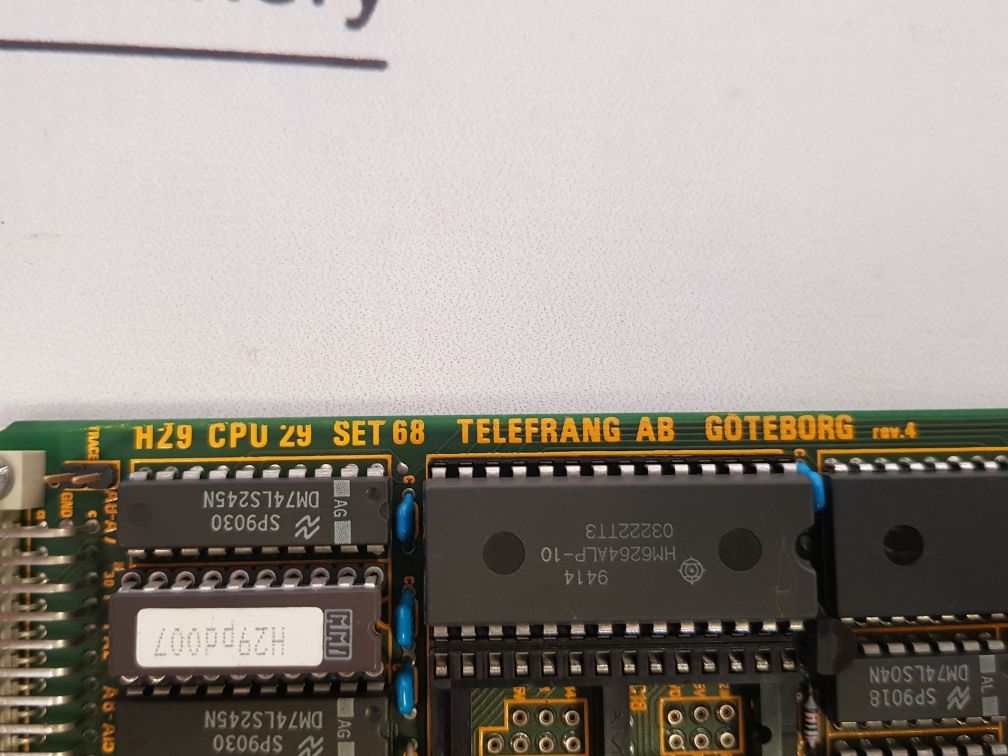 H29 CPU 29 SET 68 TELEFRANG AB GÖTEBORG rev.4
TRACE
GND
a
c
C
C
SP9030
DM74LS245N
AG
9414
HM6264ALP-10
03222TT3
H29pd007
MMI
C
C
SP9018
DM74LS04N
AL
SP9030
DM74LS245N
AG